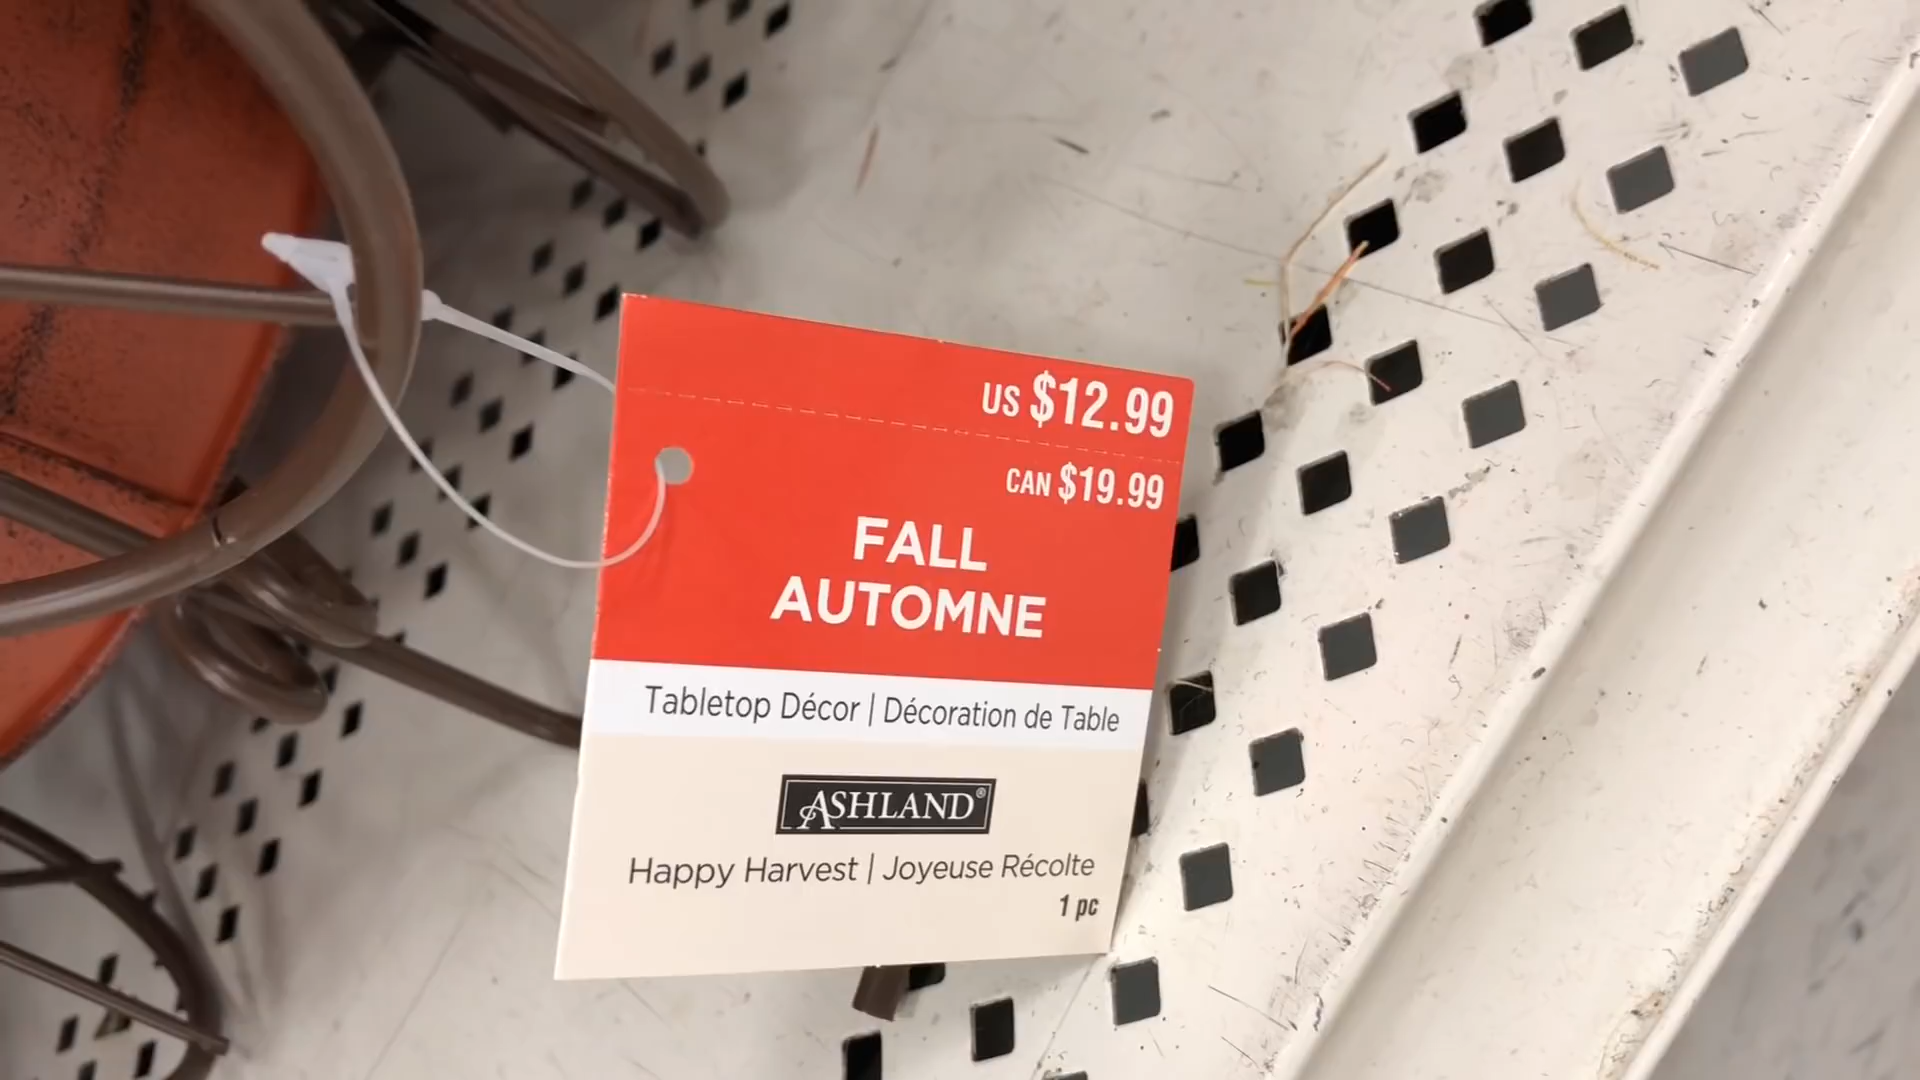 US $12.99
CAN $19.99
FALL
AUTOMNE
Tabletop Décor | Décoration de Table
ASHLAND®
Happy Harvest | Joyeuse Récolte
1 pc